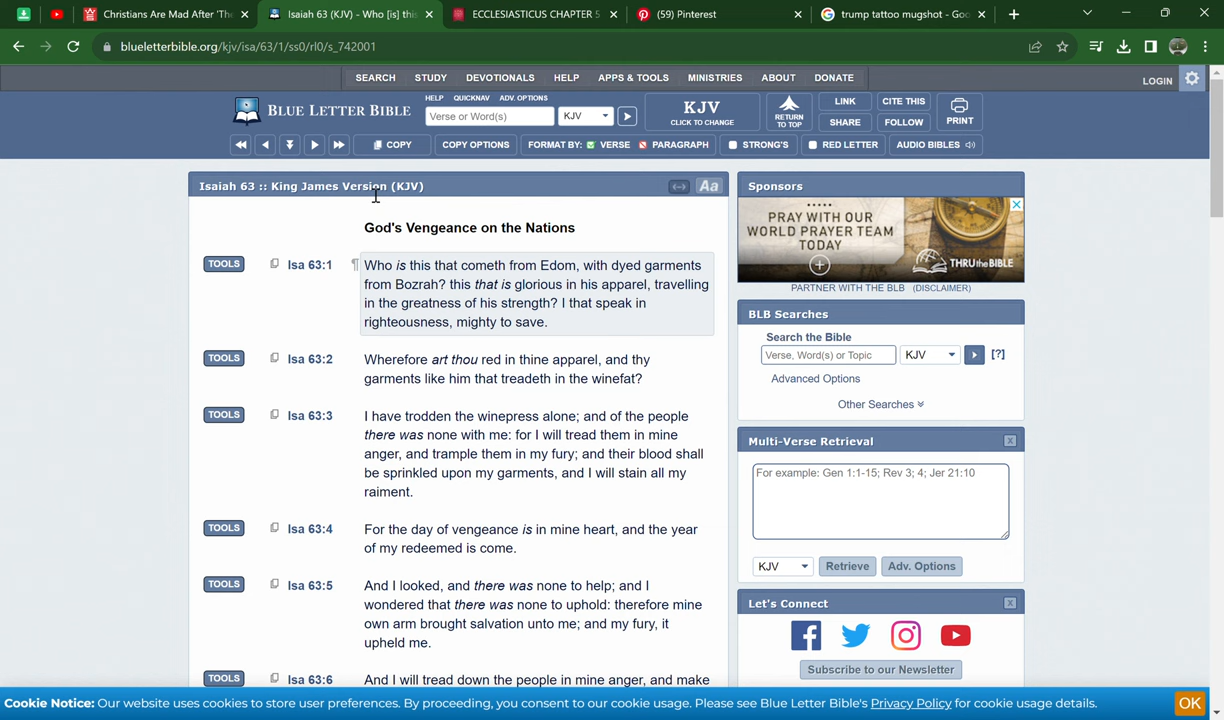 Christians Are Mad After 'The
Isaiah 63 (KJV) - Who [is] this
ECCLESIASTICUS CHAPTER 5
(59) Pinterest
trump tattoo mugshot - Goo
blueletterbible.org/kjv/isa/63/1/ss0/rl0/s_742001
SEARCH STUDY DEVOTIONALS HELP APPS & TOOLS MINISTRIES ABOUT DONATE
LOGIN
BLUE LETTER BIBLE
HELP QUICKNAV ADV. OPTIONS
Verse or Word(s) KJV
KJV
CLICK TO CHANGE
RETURN
TO TOP
LINK CITE THIS
SHARE FOLLOW
PRINT
COPY COPY OPTIONS FORMAT BY: VERSE PARAGRAPH STRONG'S RED LETTER AUDIO BIBLES
Isaiah 63 :: King James Version (KJV)
Aa
God's Vengeance on the Nations
TOOLS Isa 63:1 ¶ Who is this that cometh from Edom, with dyed garments
from Bozrah? this that is glorious in his apparel, travelling
in the greatness of his strength? I that speak in
righteousness, mighty to save.
TOOLS Isa 63:2 Wherefore art thou red in thine apparel, and thy
garments like him that treadeth in the winefat?
TOOLS Isa 63:3 I have trodden the winepress alone; and of the people
there was none with me: for I will tread them in mine
anger, and trample them in my fury; and their blood shall
be sprinkled upon my garments, and I will stain all my
raiment.
TOOLS Isa 63:4 For the day of vengeance is in mine heart, and the year
of my redeemed is come.
TOOLS Isa 63:5 And I looked, and there was none to help; and I
wondered that there was none to uphold: therefore mine
own arm brought salvation unto me; and my fury, it
upheld me.
TOOLS Isa 63:6 And I will tread down the people in mine anger, and make
Sponsors
PRAY WITH OUR
WORLD PRAYER TEAM
TODAY
THRU THE BIBLE
PARTNER WITH THE BLB (DISCLAIMER)
BLB Searches
Search the Bible
Verse, Word(s) or Topic KJV [?]
Advanced Options
Other Searches
Multi-Verse Retrieval
For example: Gen 1:1-15; Rev 3; 4; Jer 21:10
KJV Retrieve Adv. Options
Let's Connect
Subscribe to our Newsletter
Cookie Notice: Our website uses cookies to store user preferences. By proceeding, you consent to our cookie usage. Please see Blue Letter Bible's Privacy Policy for cookie usage details.
OK